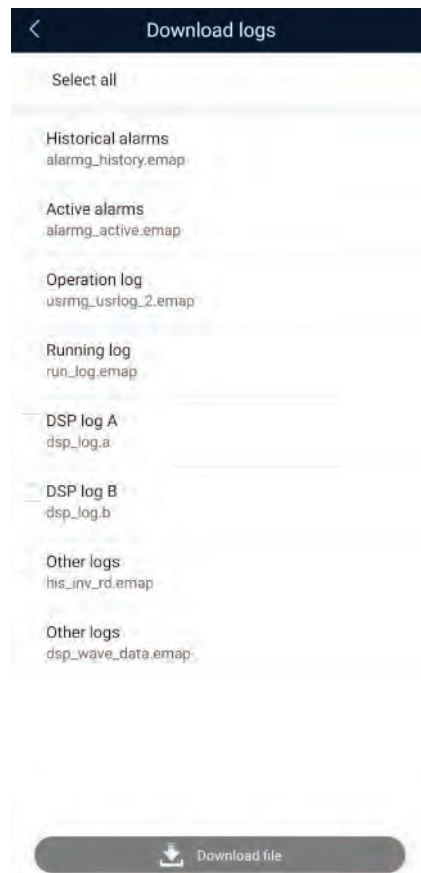 Download logs
Select all
Historical alarms
alarmg_history.emap
Active alarms
alarmg_active.emap
Operation log
usrmg_usrlog_2.emap
Running log
run_log.emap
DSP log A
dsp_log.a
DSP log B
dsp_log.b
Other logs
his_inv_rd.emap
Other logs
dsp_wave_data.emap
Download file